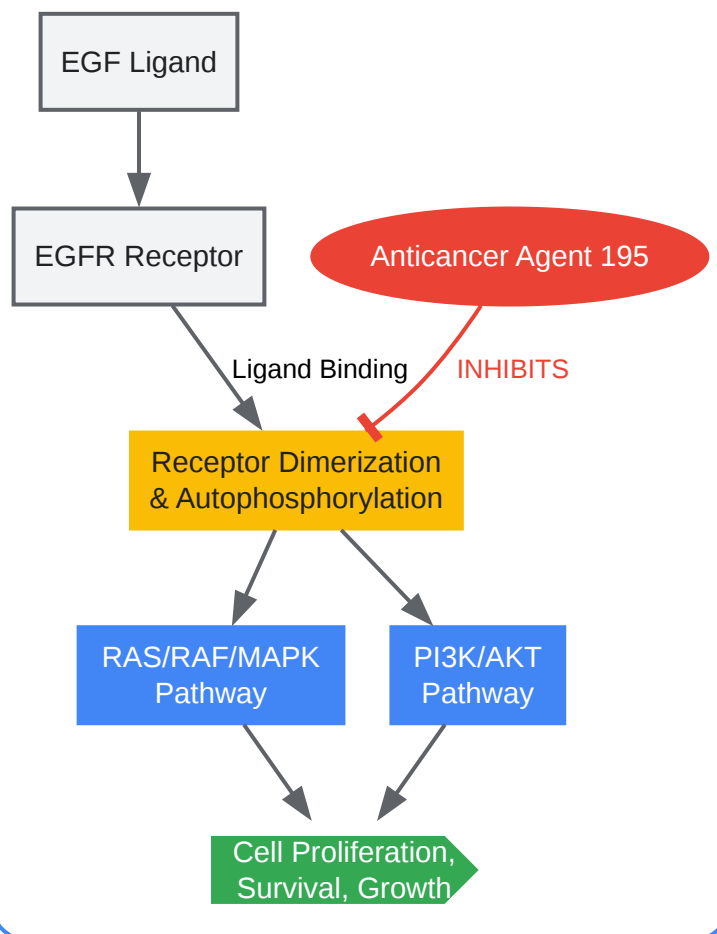 EGF Ligand
EGFR Receptor
Anticancer Agent 195
Ligand Binding
INHIBITS
Receptor Dimerization
& Autophosphorylation
RAS/RAF/MAPK
Pathway
PI3K/AKT
Pathway
Cell Proliferation,
Survival, Growth